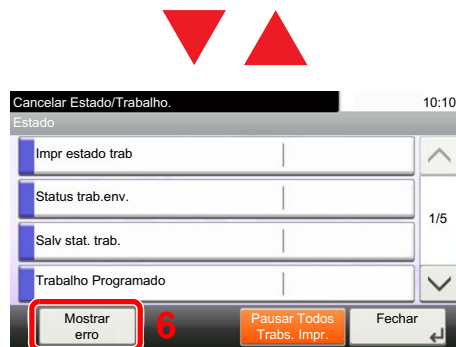 Cancelar Estado/Trabalho.
10:10
Estado
Impr estado trab
Status trab.env.
1/5
Salv stat. trab.
Trabalho Programado
Mostrar
erro
6
Pausar Todos
Trabs. Impr.
Fechar